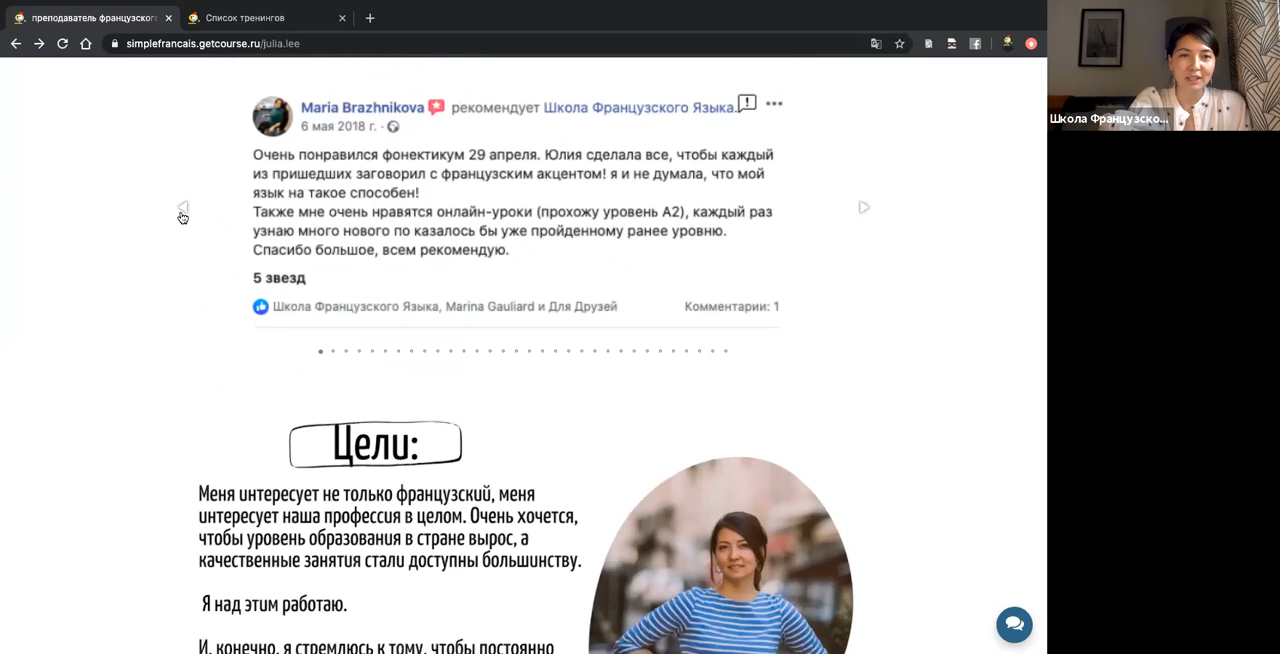 преподаватель французског
Список тренингов
simplefrancais.getcourse.ru/julia.lee
Школа Французско...
Maria Brazhnikova рекомендует Школа Французского Языка.
6 мая 2018 г. ·
Очень понравился фонектикум 29 апреля. Юлия сделала все, чтобы каждый
из пришедших заговорил с французским акцентом! я и не думала, что мой
язык на такое способен!
Также мне очень нравятся онлайн-уроки (прохожу уровень А2), каждый раз
узнаю много нового по казалось бы уже пройденному ранее уровню.
Спасибо большое, всем рекомендую.
5 звезд
Школа Французского Языка, Marina Gauliard и Для Друзей Комментарии: 1
Цели:
Меня интересует не только французский, меня
интересует наша профессия в целом. Очень хочется,
чтобы уровень образования в стране вырос, а
качественные занятия стали доступны большинству.
Я над этим работаю.
И, конечно, я стремлюсь к тому, чтобы постоянно